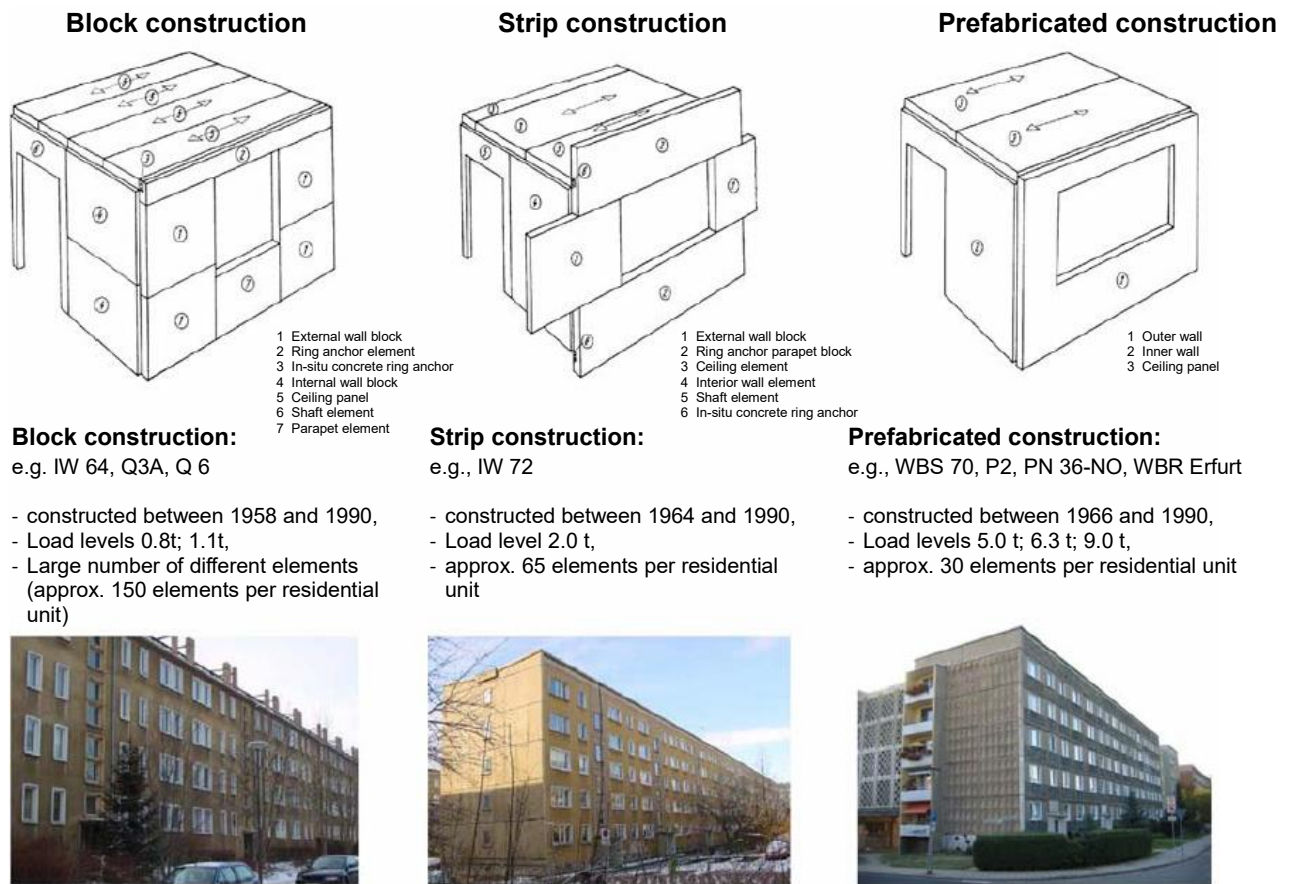 Block construction
Strip construction
Prefabricated construction
1 External wall block
2 Ring anchor element
3 In-situ concrete ring anchor
4 Internal wall block
5 Ceiling panel
6 Shaft element
7 Parapet element
1 External wall block
2 Ring anchor parapet block
3 Ceiling element
4 Interior wall element
5 Shaft element
6 In-situ concrete ring anchor
1 Outer wall
2 Inner wall
3 Ceiling panel
Block construction:
e.g. IW 64, Q3A, Q 6
- constructed between 1958 and 1990,
- Load levels 0.8t; 1.1t,
- Large number of different elements
(approx. 150 elements per residential
unit)
Strip construction:
e.g., IW 72
- constructed between 1964 and 1990,
- Load level 2.0 t,
- approx. 65 elements per residential
unit
Prefabricated construction:
e.g., WBS 70, P2, PN 36-NO, WBR Erfurt
- constructed between 1966 and 1990,
- Load levels 5.0 t; 6.3 t; 9.0 t,
- approx. 30 elements per residential unit